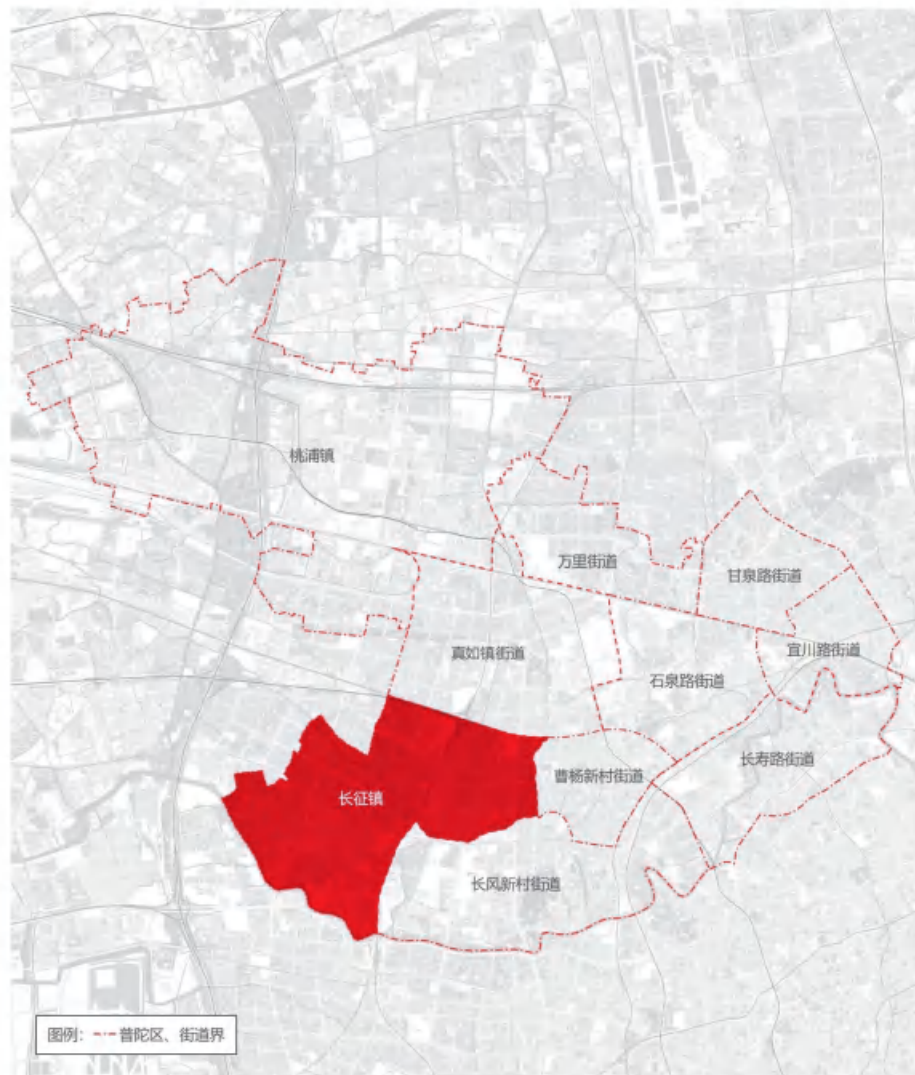 桃浦镇
万里街道
甘泉路街道
真如镇街道
宜川路街道
石泉路街道
长寿路街道
曹杨新村街道
长征镇
长风新村街道
图例： 普陀区、街道界